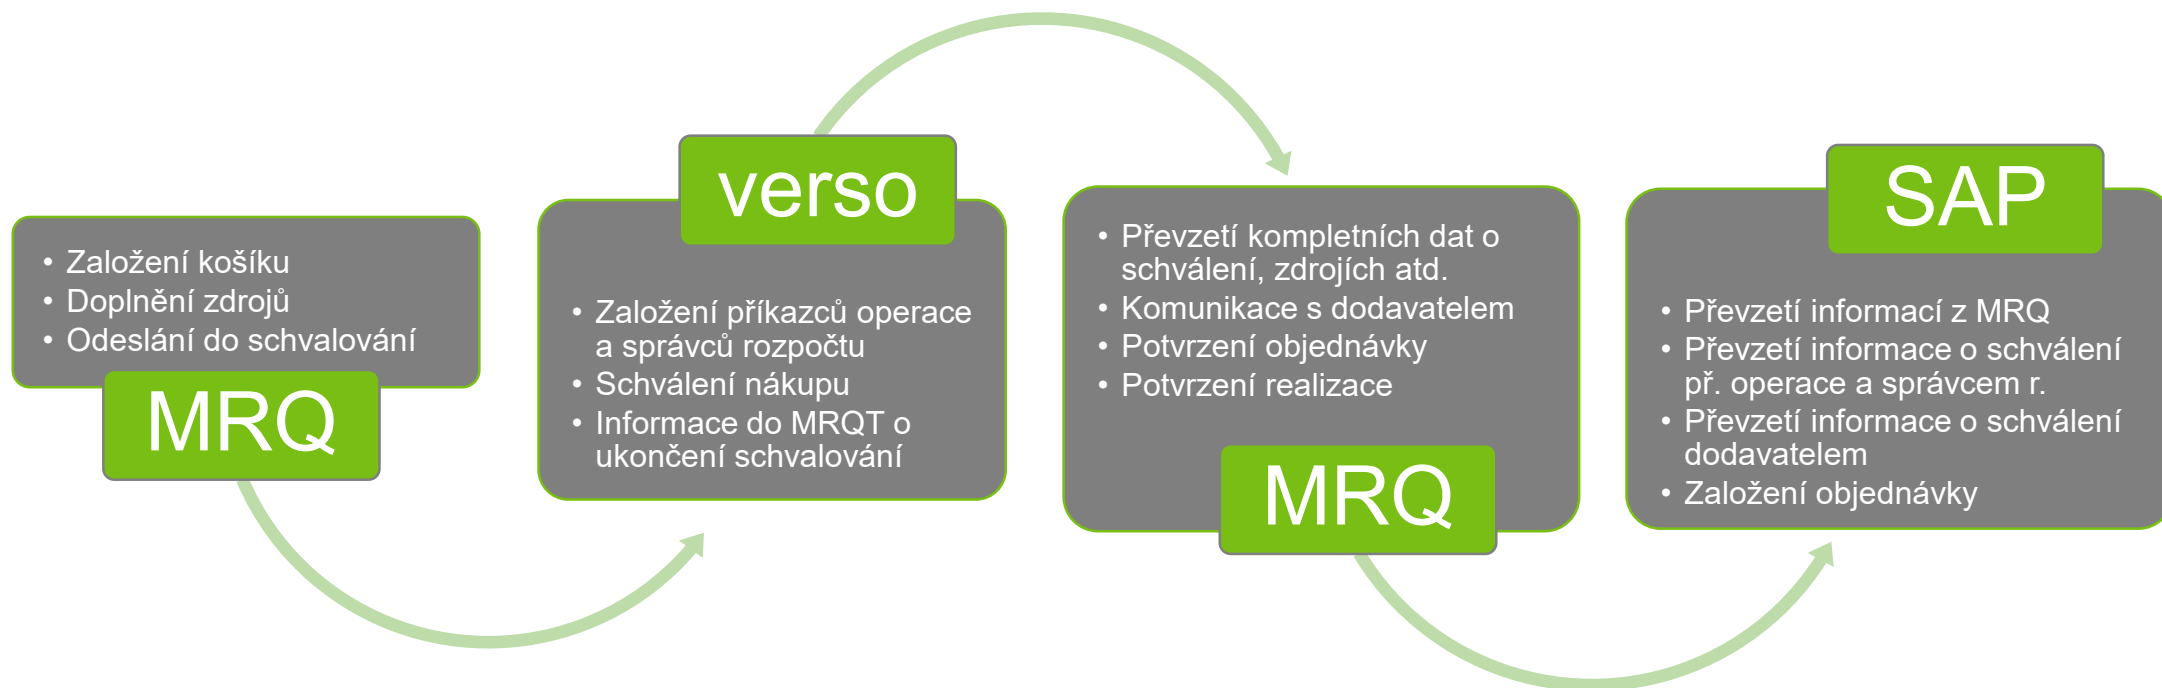 • Založení košíku
• Doplnění zdrojů
• Odeslání do schvalování
MRQ
verso
• Založení příkazců operace
a správců rozpočtu
• Schválení nákupu
• Informace do MRQT o
ukončení schvalování
• Převzetí kompletních dat o
schválení, zdrojích atd.
• Komunikace s dodavatelem
• Potvrzení objednávky
• Potvrzení realizace
MRQ
SAP
• Převzetí informací z MRQ
• Převzetí informace o schválení
př. operace a správcem r.
• Převzetí informace o schválení
dodavatelem
• Založení objednávky